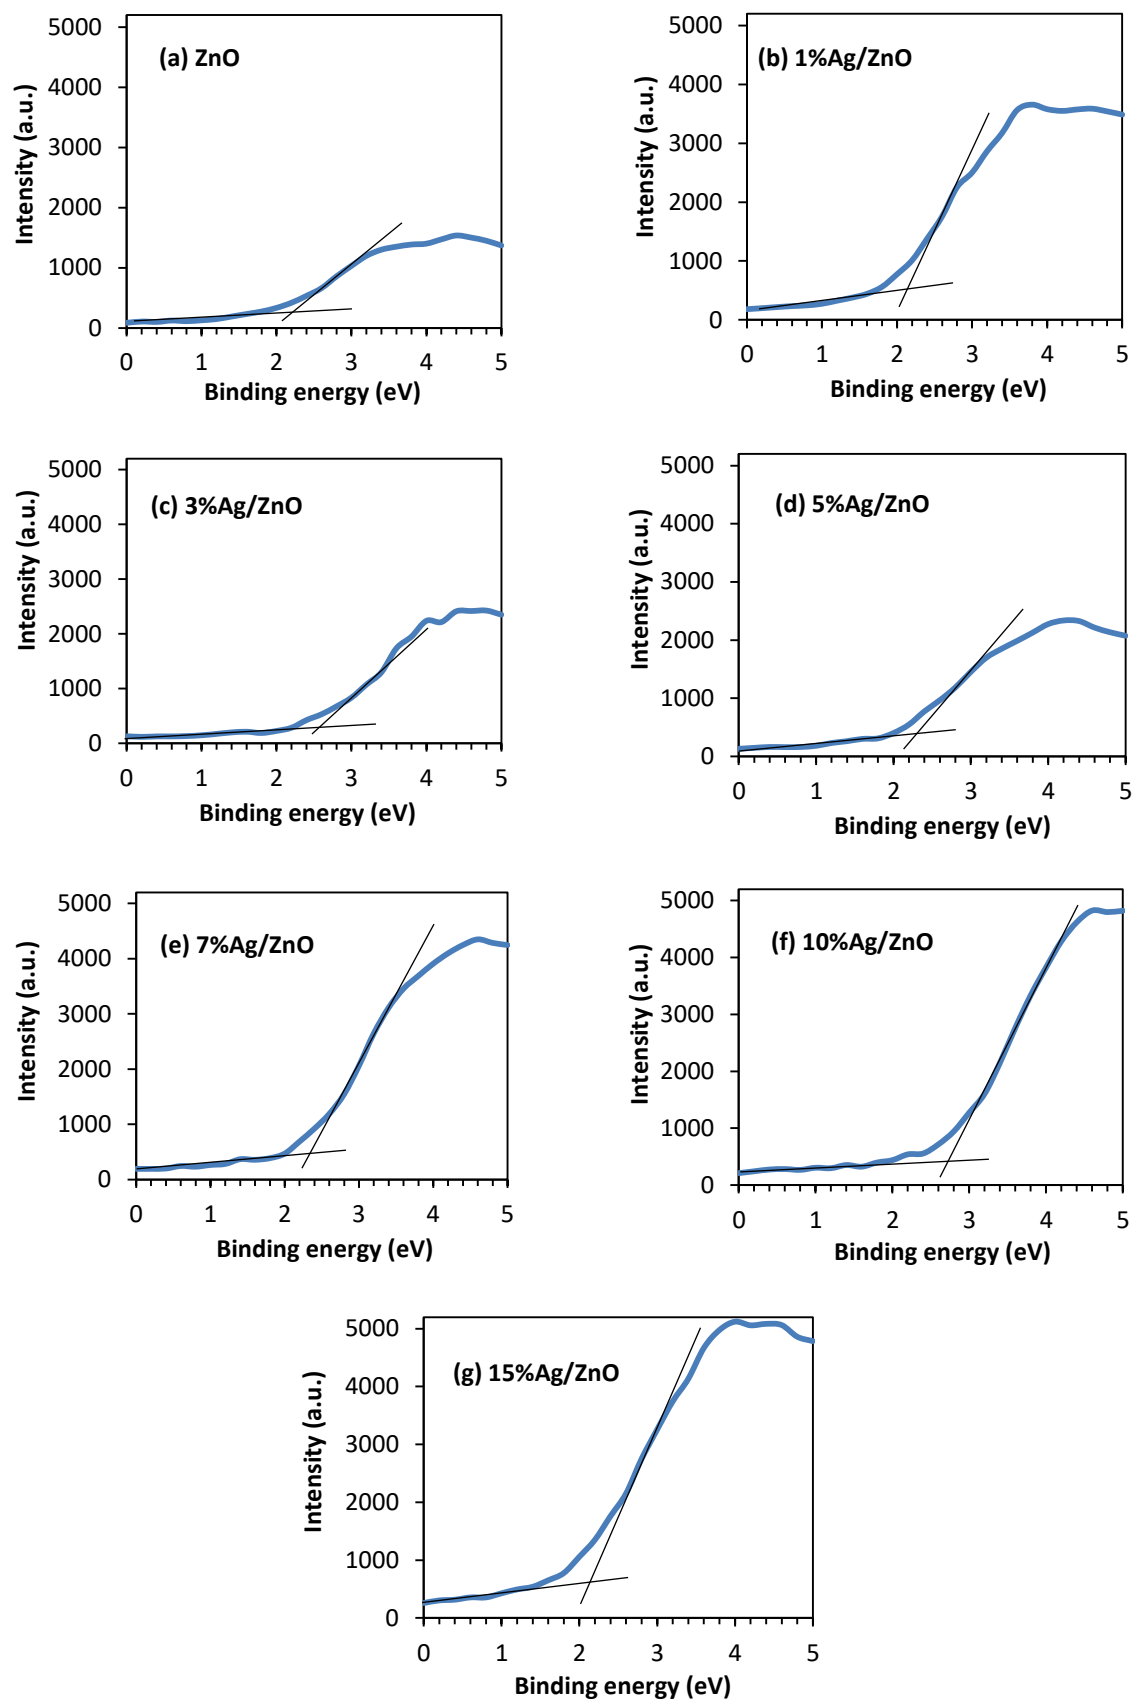 (a) ZnO
Intensity (a.u.)
5000
4000
3000
2000
1000
0
0 1 2 3 4 5
Binding energy (eV)
(b) 1%Ag/ZnO
Intensity (a.u.)
5000
4000
3000
2000
1000
0
0 1 2 3 4 5
Binding energy (eV)
(c) 3%Ag/ZnO
Intensity (a.u.)
5000
4000
3000
2000
1000
0
0 1 2 3 4 5
Binding energy (eV)
(d) 5%Ag/ZnO
Intensity (a.u.)
5000
4000
3000
2000
1000
0
0 1 2 3 4 5
Binding energy (eV)
(e) 7%Ag/ZnO
Intensity (a.u.)
5000
4000
3000
2000
1000
0
0 1 2 3 4 5
Binding energy (eV)
(f) 10%Ag/ZnO
Intensity (a.u.)
5000
4000
3000
2000
1000
0
0 1 2 3 4 5
Binding energy (eV)
(g) 15%Ag/ZnO
Intensity (a.u.)
5000
4000
3000
2000
1000
0
0 1 2 3 4 5
Binding energy (eV)